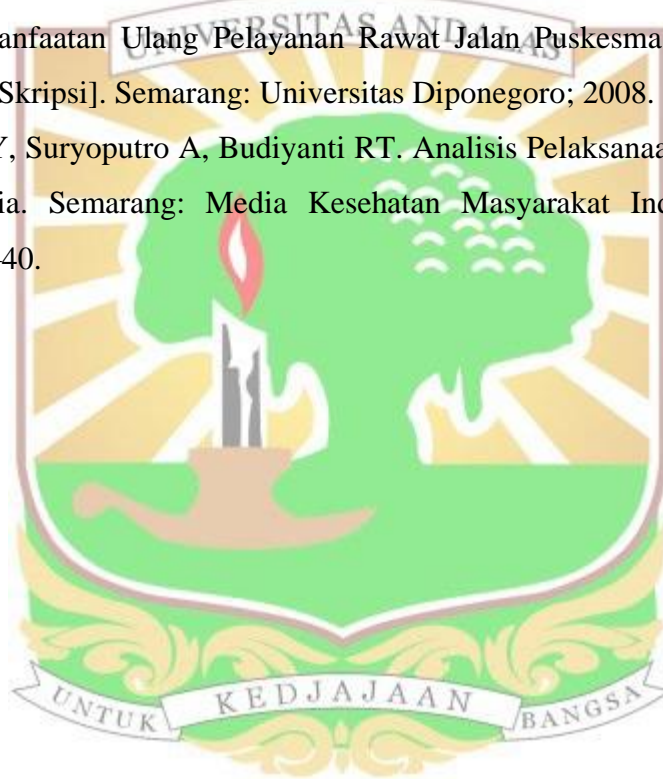 UNIVERSITAS ANDALAS
anfaatan Ulang Pelayanan Rawat Jalan Puskesma
Skripsi]. Semarang: Universitas Diponegoro; 2008.
Y, Suryoputro A, Budiyanti RT. Analisis Pelaksanaa
ia. Semarang: Media Kesehatan Masyarakat Ind
40.
UNTUK KEDJAJAAN BANGSA